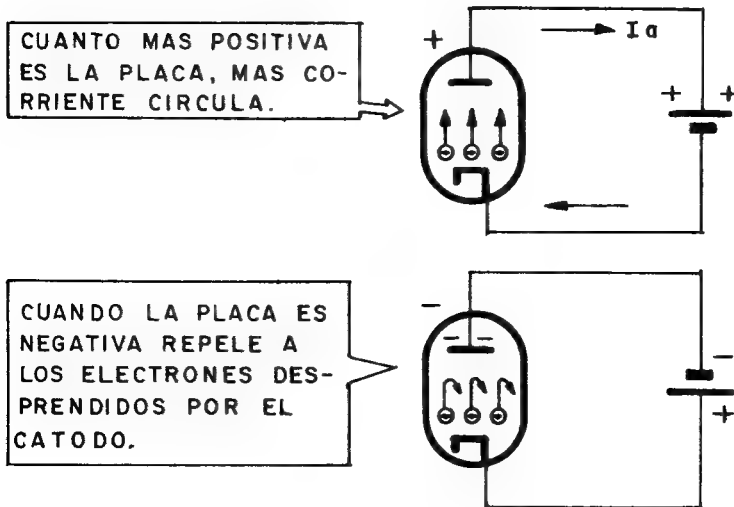 CUANTO MAS POSITIVA
ES LA PLACA, MAS CO-
RRIENTE CIRCULA.
+
Ia
+ +
CUANDO LA PLACA ES
NEGATIVA REPELE A
LOS ELECTRONES DES-
PRENDIDOS POR EL
CATODO.
-
- -
-
+